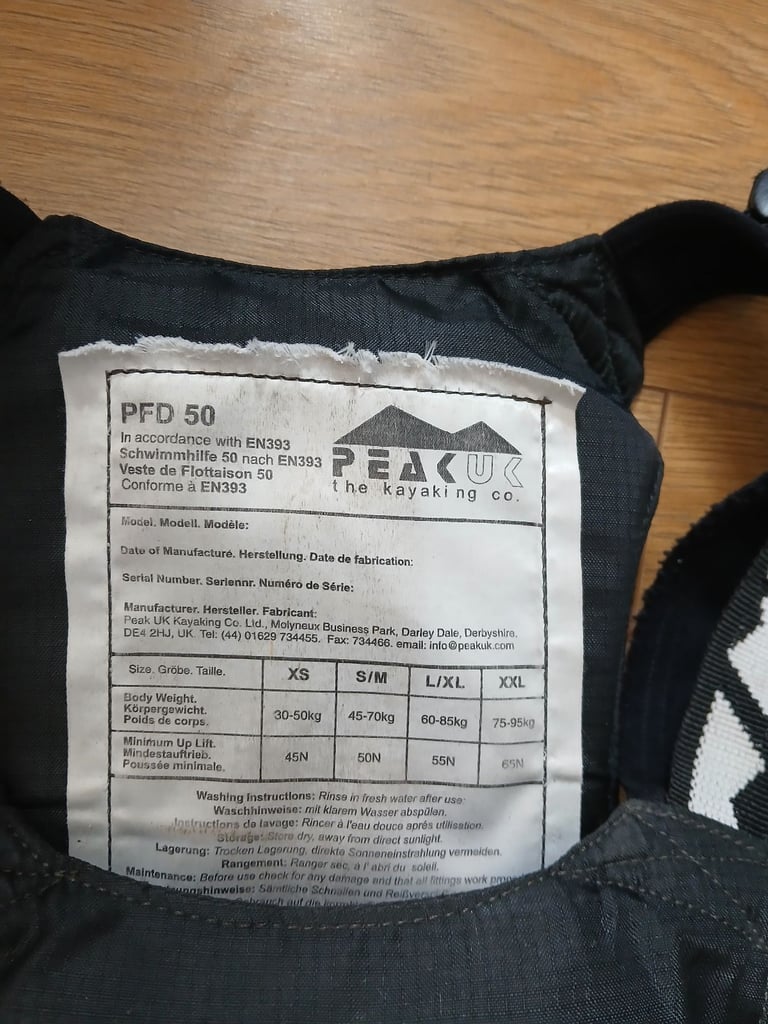 PFD 50
In accordance with EN393
Schwimmhilfe 50 nach EN393
Veste de Flottaison 50
Conforme à EN393
PEAK UK
the kayaking co.
Model. Modell. Modèle:
Date of Manufacture. Herstellung. Date de fabrication:
Serial Number. Seriennr. Numéro de Série:
Manufacturer. Hersteller. Fabricant:
Peak UK Kayaking Co. Ltd., Molyneux Business Park, Darley Dale, Derbyshire.
DE4 2HJ, UK. Tel: (44) 01629 734455. Fax: 734466. email: info@peakuk.com
Size. Gröbe. Taille. XS S/M L/XL XXL
Body Weight.
Körpergewicht.
Poids de corps. 30-50kg 45-70kg 60-85kg 75-95kg
Minimum Up Lift.
Mindestauftrieb.
Poussée minimale. 45N 50N 55N 65N
Washing Instructions: Rinse in fresh water after use
Waschhinweise: mit klarem Wasser abspülen.
Instructions de lavage: Rincer à l'eau douce aprés utilisation.
Storage: Store dry, away from direct sunlight.
Lagerung: Trocken Lagerung, direkte Sonneneinstrahlung vermeiden.
Rangement: Ranger sec, à l' abri du soleil.
Maintenance: Before use check for any damage and that all fittings work
Sämtliche Schnallen und
auf die